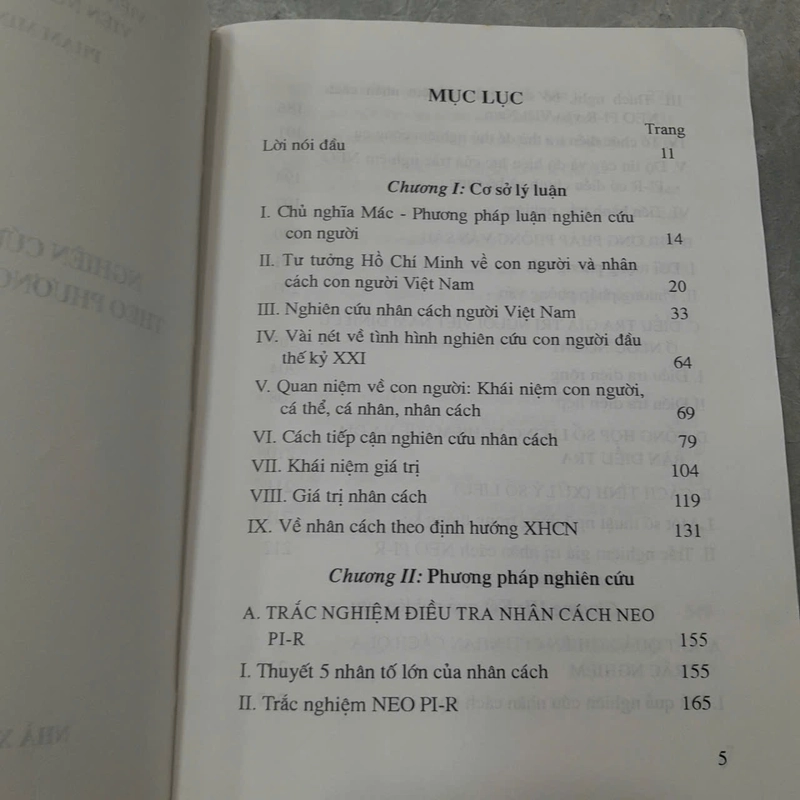 MỤC LỤC
Trang
Lời nói đầu 11
Chương I: Cơ sở lý luận
I. Chủ nghĩa Mác - Phương pháp luận nghiên cứu
con người 14
II. Tư tưởng Hồ Chí Minh về con người và nhân
cách con người Việt Nam 20
III. Nghiên cứu nhân cách người Việt Nam 33
IV. Vài nét về tình hình nghiên cứu con người đầu
thế kỷ XXI 64
V. Quan niệm về con người: Khái niệm con người,
cá thể, cá nhân, nhân cách 69
VI. Cách tiếp cận nghiên cứu nhân cách 79
VII. Khái niệm giá trị 104
VIII. Giá trị nhân cách 119
IX. Về nhân cách theo định hướng XHCN 131
Chương II: Phương pháp nghiên cứu
A. TRẮC NGHIỆM ĐIỀU TRA NHÂN CÁCH NEO
PI-R 155
I. Thuyết 5 nhân tố lớn của nhân cách 155
II. Trắc nghiệm NEO PI-R 165
5